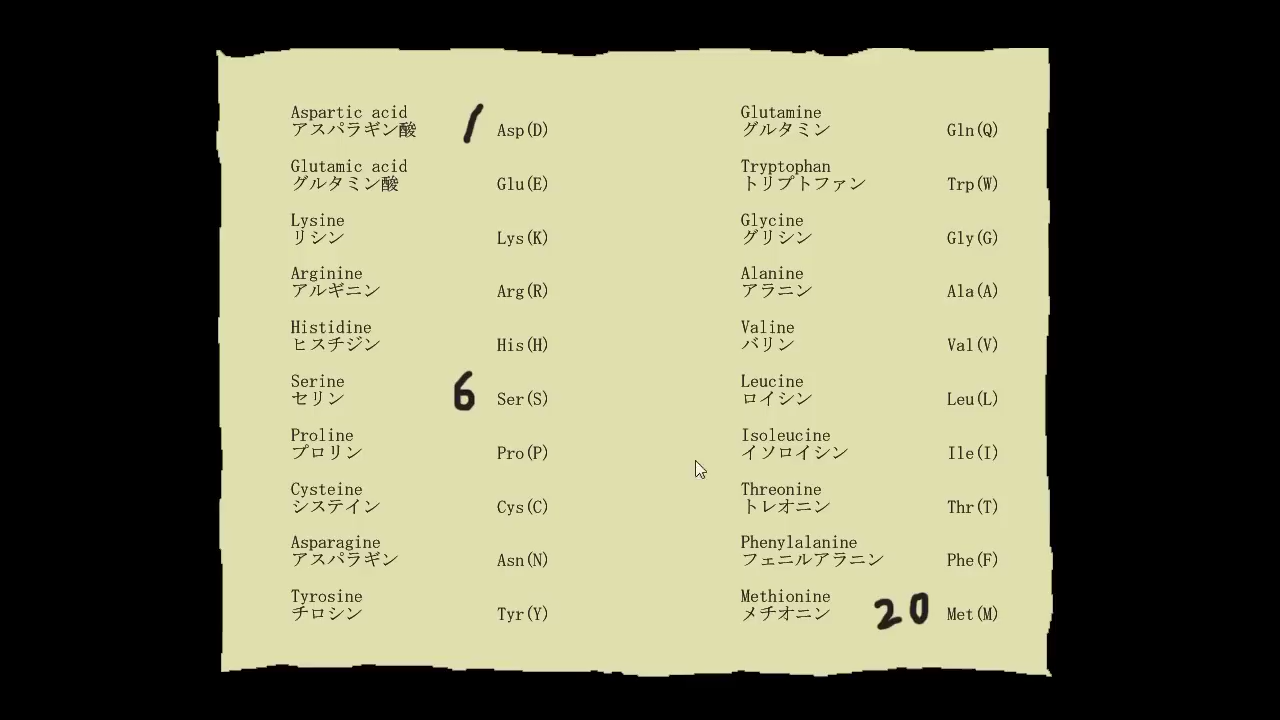 Aspartic acid
アスパラギン酸 1 Asp(D)
Glutamic acid
グルタミン酸 Glu(E)
Lysine
リシン Lys(K)
Arginine
アルギニン Arg(R)
Histidine
ヒスチジン His(H)
Serine
セリン 6 Ser(S)
Proline
プロリン Pro(P)
Cysteine
システイン Cys(C)
Asparagine
アスパラギン Asn(N)
Tyrosine
チロシン Tyr(Y)
Glutamine
グルタミン Gln(Q)
Tryptophan
トリプトファン Trp(W)
Glycine
グリシン Gly(G)
Alanine
アラニン Ala(A)
Valine
バリン Val(V)
Leucine
ロイシン Leu(L)
Isoleucine
イソロイシン Ile(I)
Threonine
トレオニン Thr(T)
Phenylalanine
フェニルアラニン Phe(F)
Methionine
メチオニン 20 Met(M)